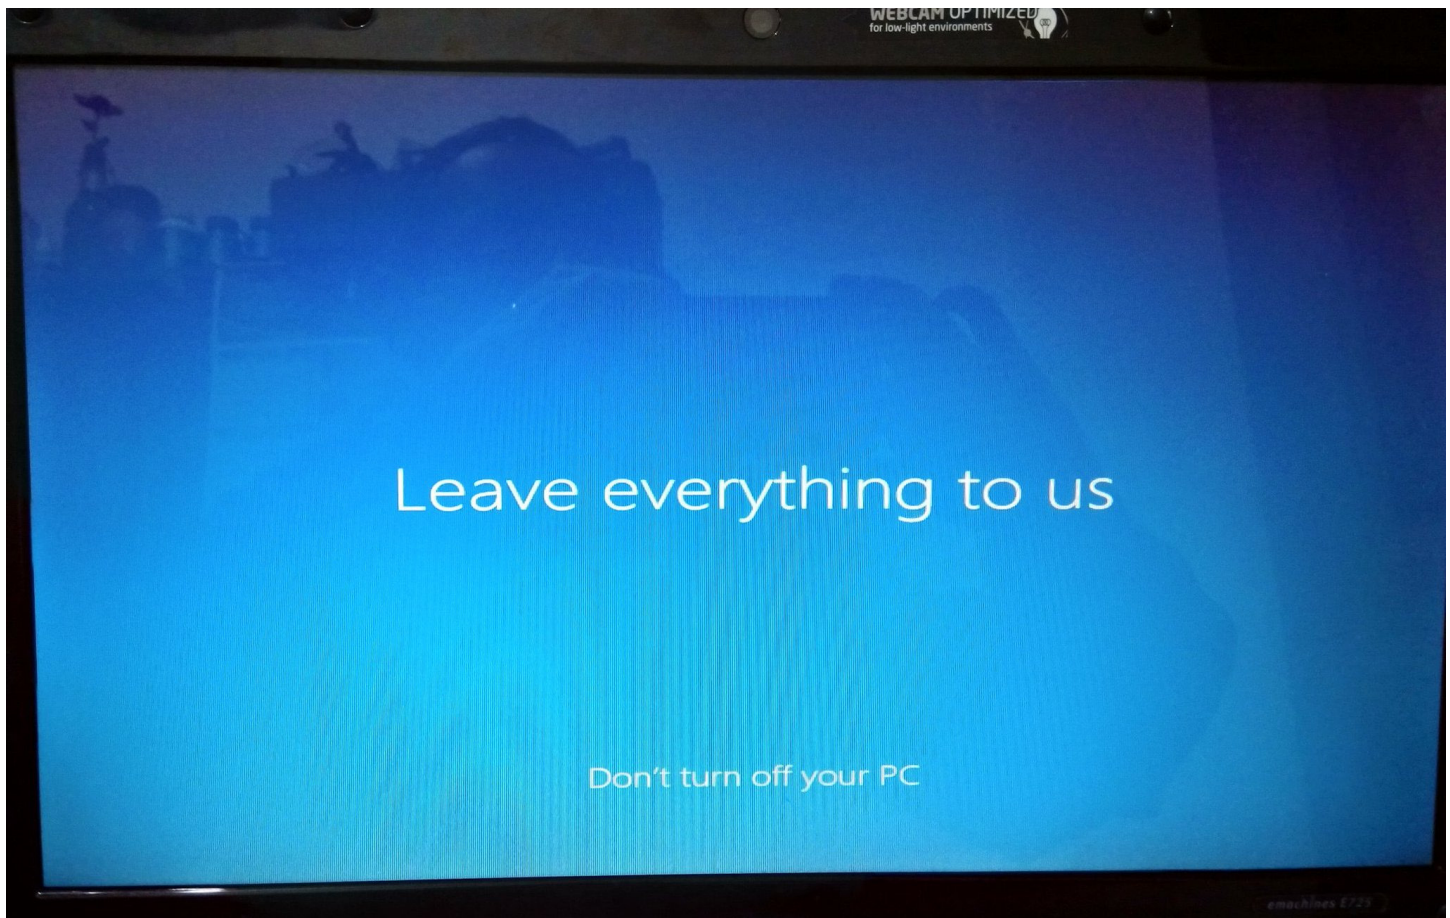 WEBCAM OPTIMIZED
for low-light environments
Leave everything to us
Don't turn off your PC
emachines E725